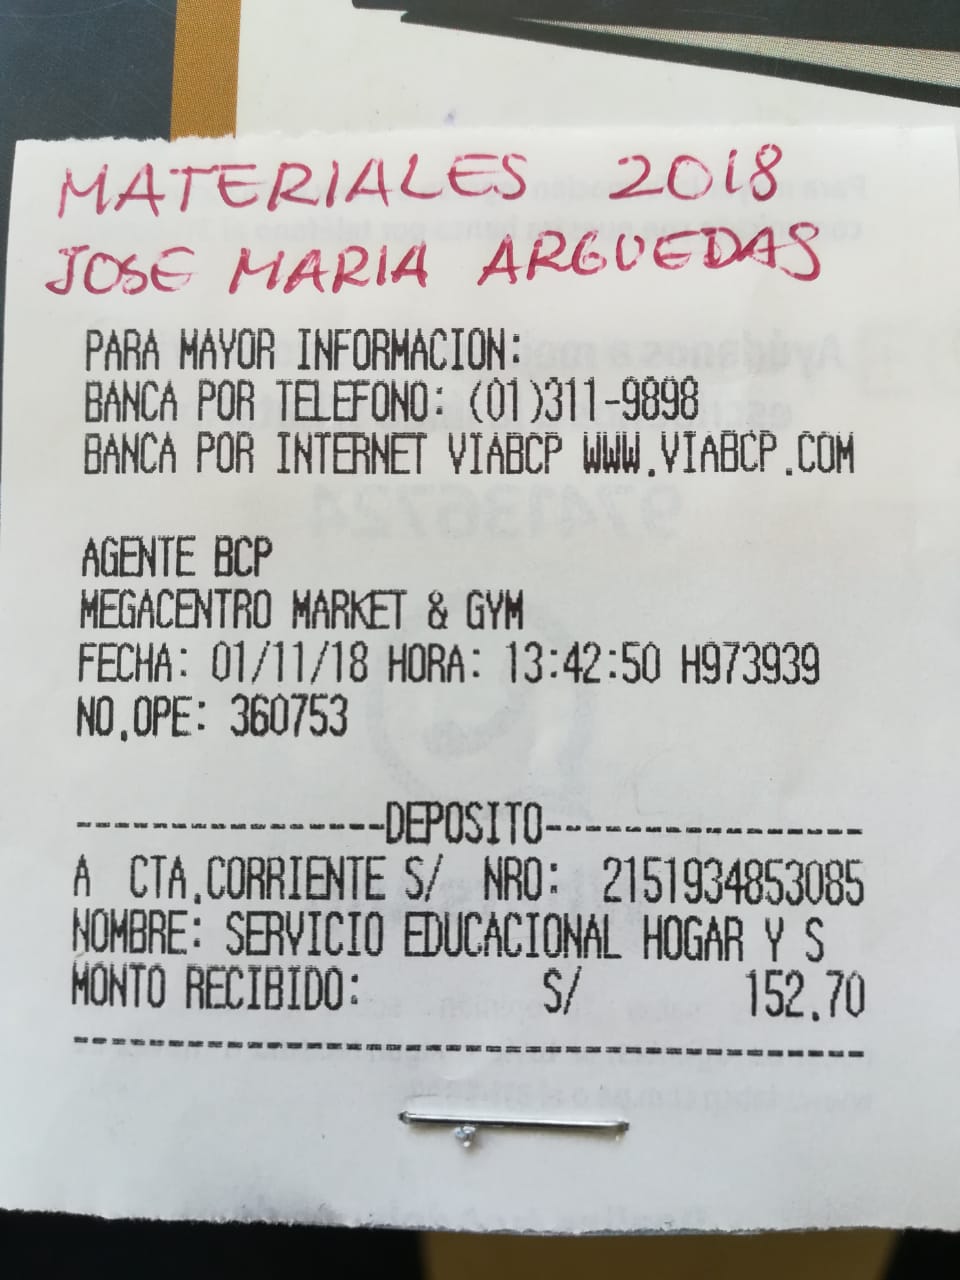 MATERIALES 2018
JOSE MARIA ARGUEDAS
PARA MAYOR INFORMACION:
BANCA POR TELEFONO: (01)311-9898
BANCA POR INTERNET VIABCP WWW.VIABCP.COM
AGENTE BCP
MEGACENTRO MARKET & GYM
FECHA: 01/11/18 HORA: 13:42:50 H973939
NO.OPE: 360753
-----------------DEPOSITO-----------------
A CTA.CORRIENTE S/ NRO: 2151934853085
NOMBRE: SERVICIO EDUCACIONAL HOGAR Y S
MONTO RECIBIDO: S/ 152.70